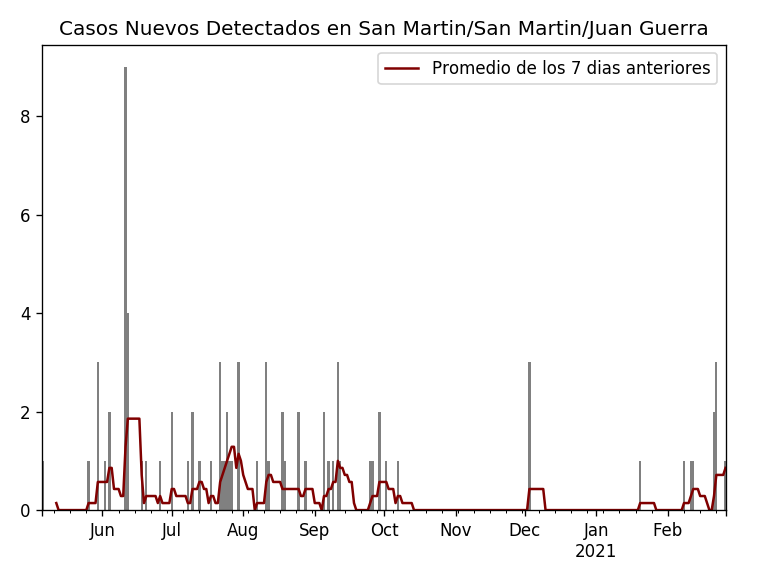 Casos Nuevos Detectados en San Martin/San Martin/Juan Guerra
Promedio de los 7 dias anteriores
8
6
4
2
0
Jun Jul Aug Sep Oct Nov Dec Jan Feb
2021